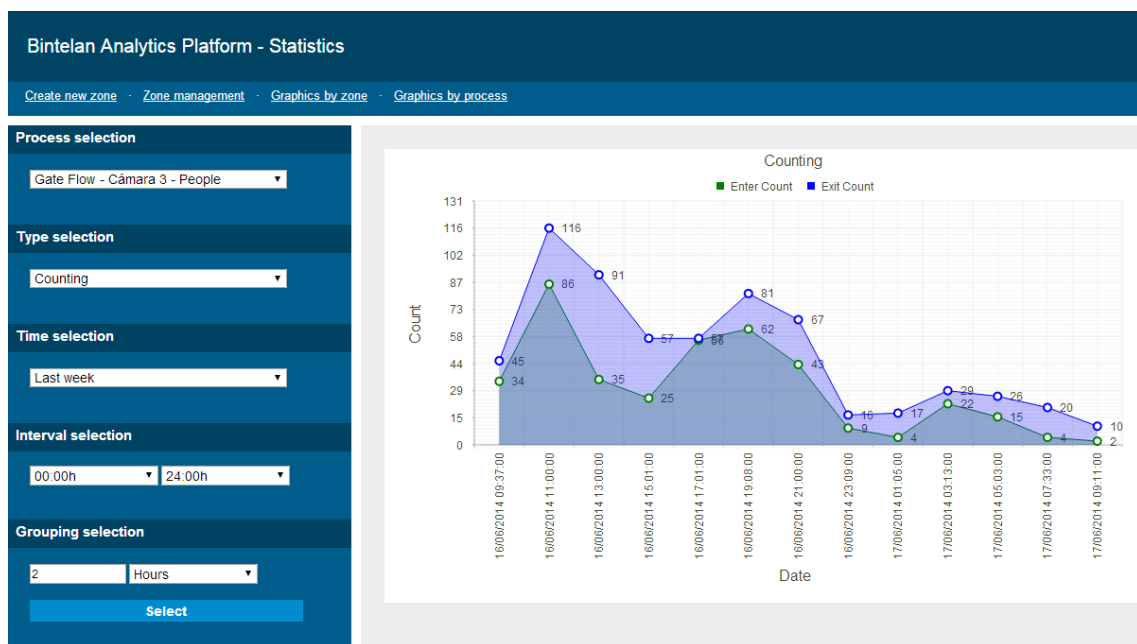 Bintelan Analytics Platform - Statistics
Create new zone · Zone management · Graphics by zone · Graphics by process
Process selection
Gate Flow - Cámara 3 - People
Type selection
Counting
Time selection
Last week
Interval selection
00:00h 24:00h
Grouping selection
2 Hours
Select
Counting
Enter Count Exit Count
Count
131
116
102
87
73
58
44
29
15
0
45
116
91
57
57
81
67
16
17
29
26
20
10
34
86
35
25
56
62
43
9
4
22
15
4
2
16/06/2014 09:37:00
16/06/2014 11:00:00
16/06/2014 13:00:00
16/06/2014 15:01:00
16/06/2014 17:01:00
16/06/2014 19:08:00
16/06/2014 21:00:00
16/06/2014 23:09:00
17/06/2014 01:05:00
17/06/2014 03:13:00
17/06/2014 05:03:00
17/06/2014 07:33:00
17/06/2014 09:11:00
Date